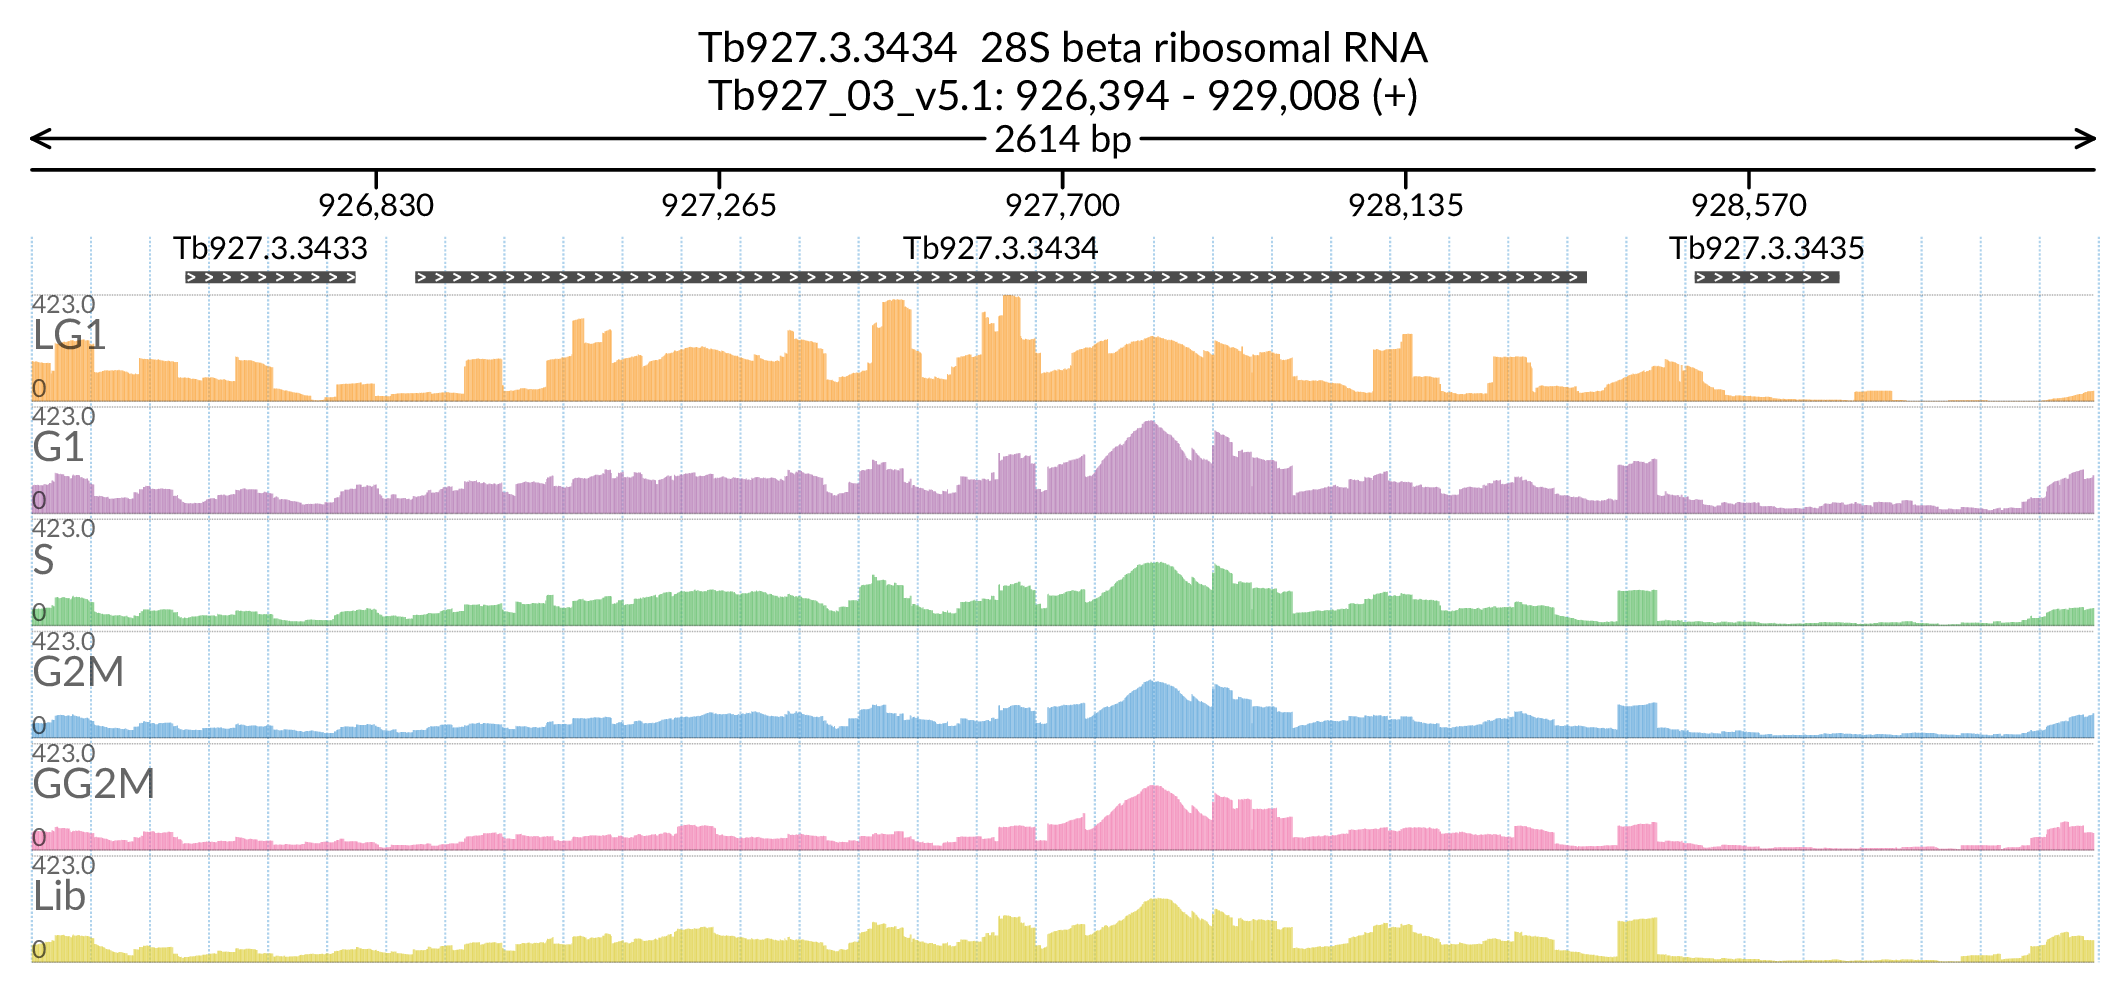 Tb927.3.3434  28S beta ribosomal RNA
Tb927_03_v5.1: 926,394 - 929,008 (+)
2614 bp
926,830 927,265 927,700 928,135 928,570
Tb927.3.3433 Tb927.3.3434 Tb927.3.3435
423.0
LG1
0
423.0
G1
0
423.0
S
0
423.0
G2M
0
423.0
GG2M
0
423.0
Lib
0